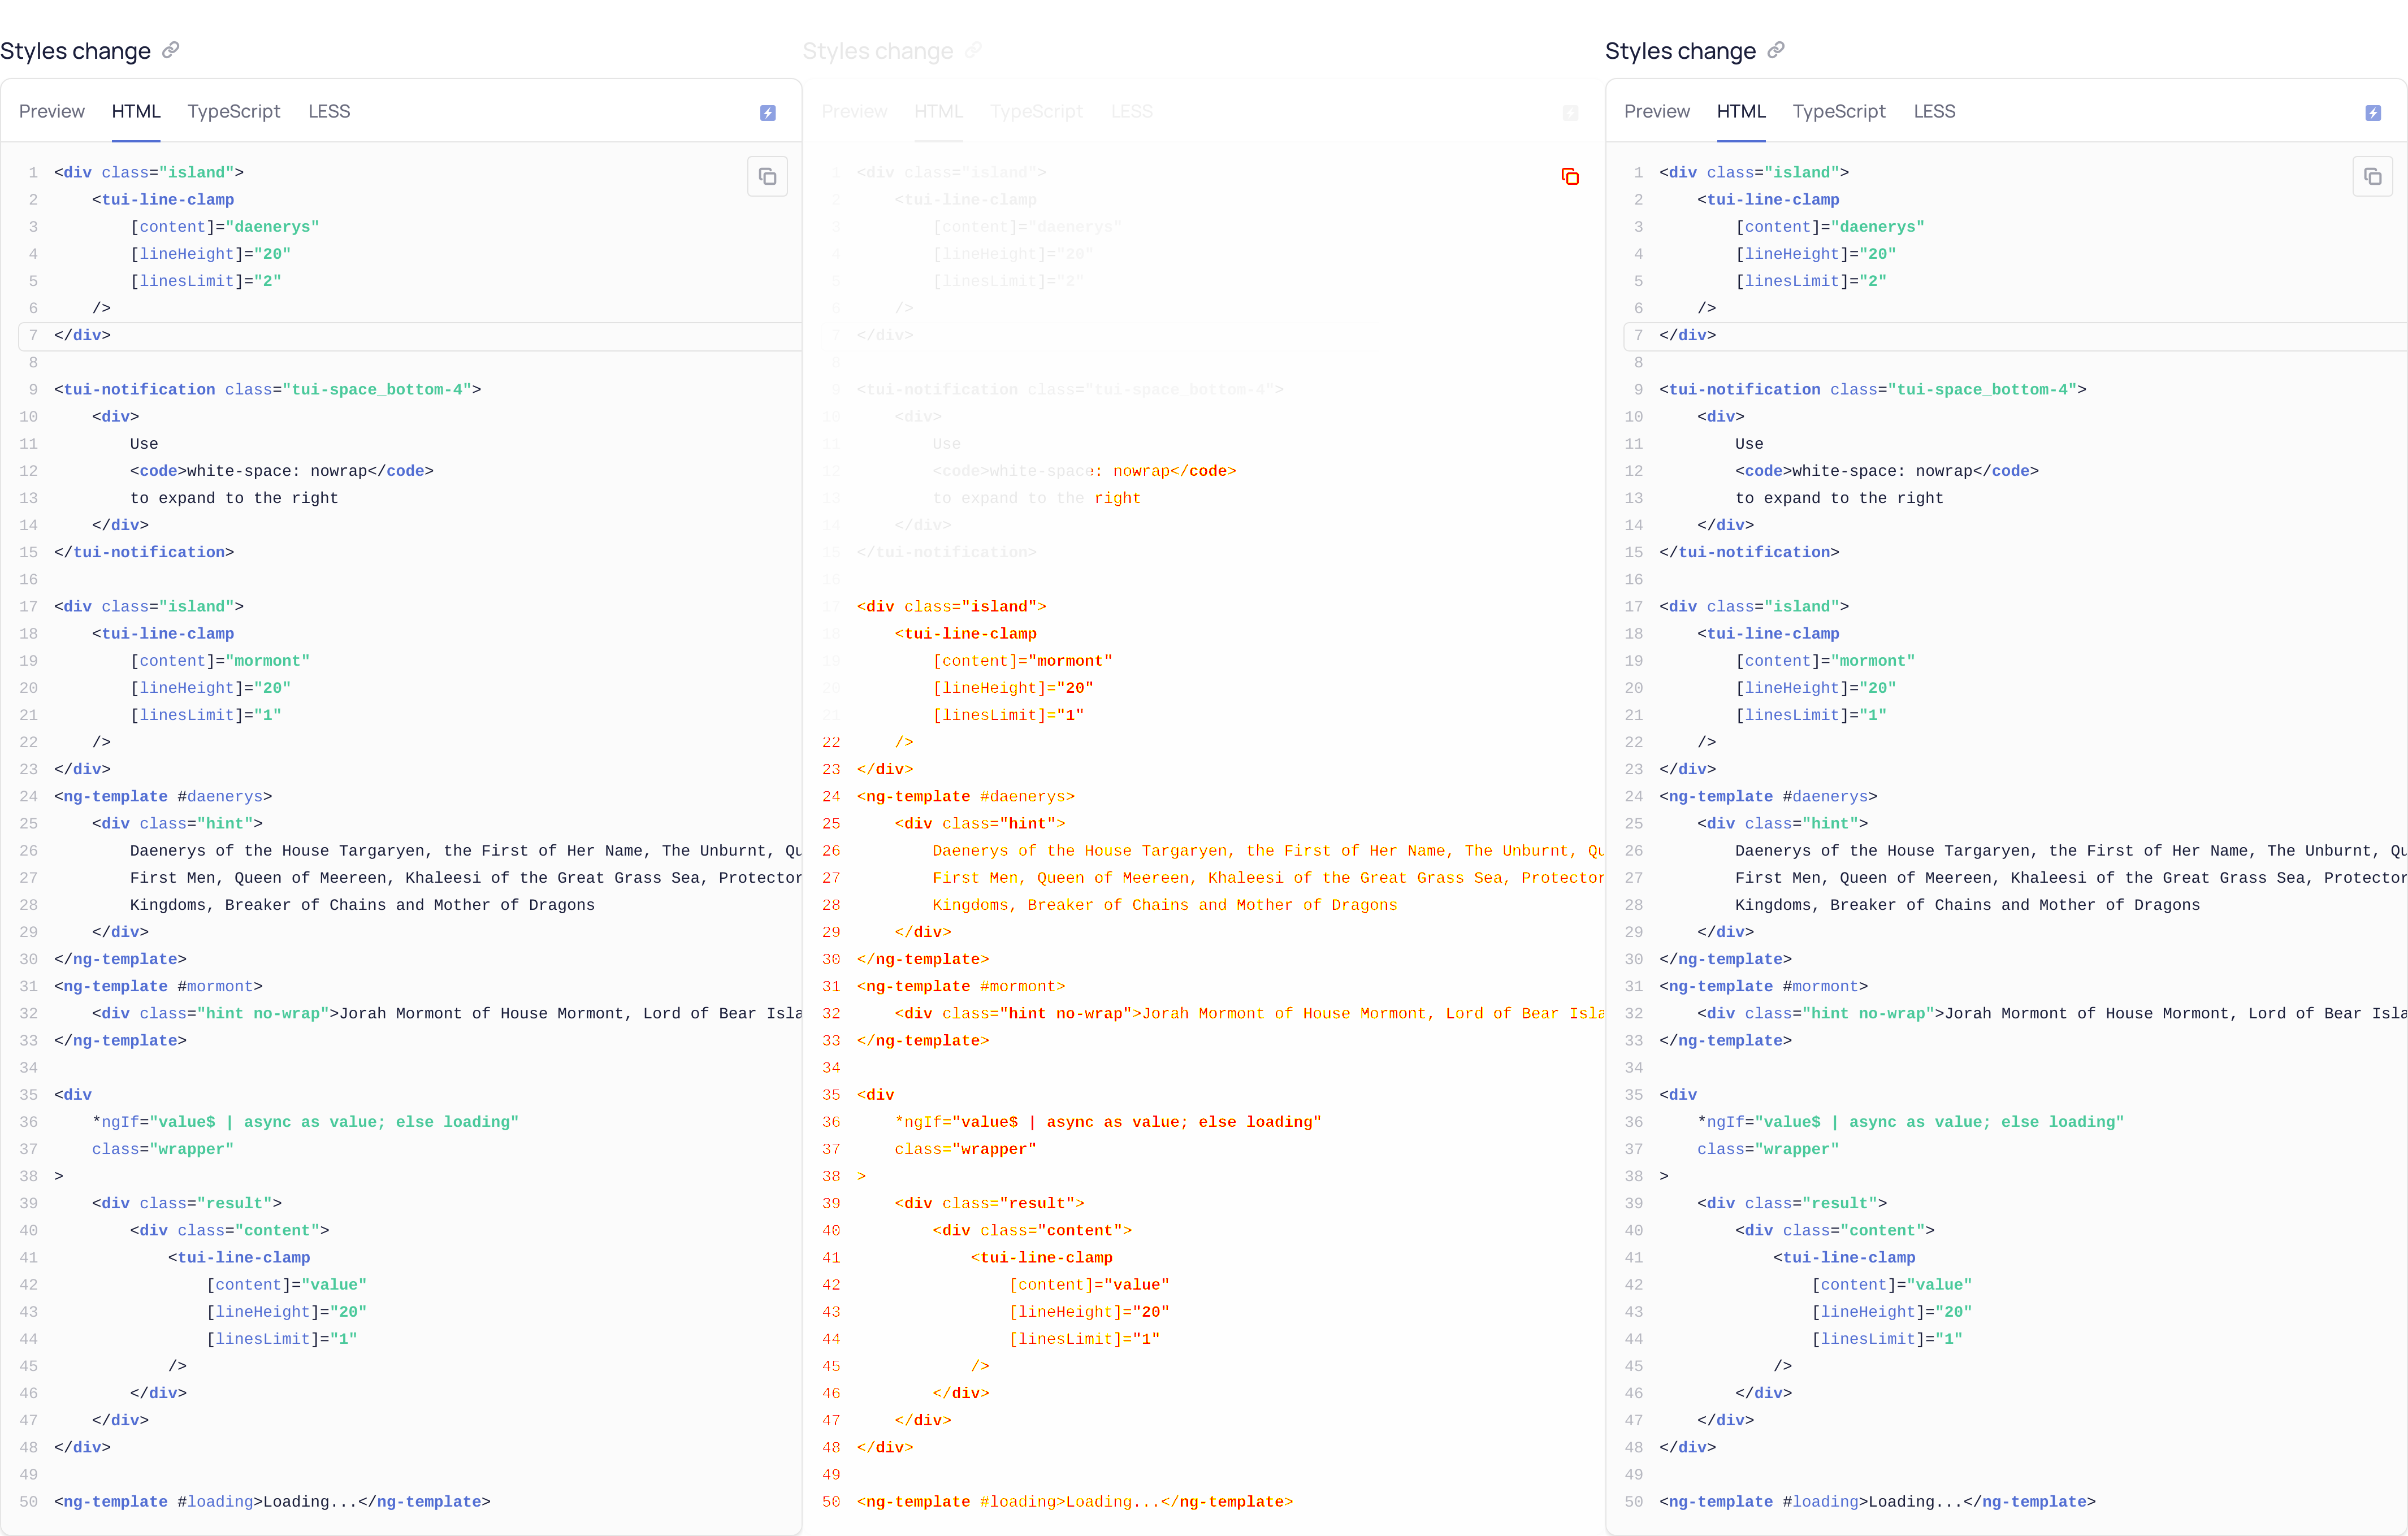 Styles change
Preview HTML TypeScript LESS
1 <div class="island">
2     <tui-line-clamp
3         [content]="daenerys"
4         [lineHeight]="20"
5         [linesLimit]="2"
6     />
7 </div>
8
9 <tui-notification class="tui-space_bottom-4">
10     <div>
11         Use
12         <code>white-space: nowrap</code>
13         to expand to the right
14     </div>
15 </tui-notification>
16
17 <div class="island">
18     <tui-line-clamp
19         [content]="mormont"
20         [lineHeight]="20"
21         [linesLimit]="1"
22     />
23 </div>
24 <ng-template #daenerys>
25     <div class="hint">
26         Daenerys of the House Targaryen, the First of Her Name, The Unburnt, Qu
27         First Men, Queen of Meereen, Khaleesi of the Great Grass Sea, Protector
28         Kingdoms, Breaker of Chains and Mother of Dragons
29     </div>
30 </ng-template>
31 <ng-template #mormont>
32     <div class="hint no-wrap">Jorah Mormont of House Mormont, Lord of Bear Isla
33 </ng-template>
34
35 <div
36     *ngIf="value$ | async as value; else loading"
37     class="wrapper"
38 >
39     <div class="result">
40         <div class="content">
41             <tui-line-clamp
42                 [content]="value"
43                 [lineHeight]="20"
44                 [linesLimit]="1"
45             />
46         </div>
47     </div>
48 </div>
49
50 <ng-template #loading>Loading...</ng-template>
Styles change
Preview HTML TypeScript LESS
1 <div class="island">
2     <tui-line-clamp
3         [content]="daenerys"
4         [lineHeight]="20"
5         [linesLimit]="2"
6     />
7 </div>
8
9 <tui-notification class="tui-space_bottom-4">
10     <div>
11         Use
12         <code>white-space: nowrap</code>
13         to expand to the right
14     </div>
15 </tui-notification>
16
17 <div class="island">
18     <tui-line-clamp
19         [content]="mormont"
20         [lineHeight]="20"
21         [linesLimit]="1"
22     />
23 </div>
24 <ng-template #daenerys>
25     <div class="hint">
26         Daenerys of the House Targaryen, the First of Her Name, The Unburnt, Qu
27         First Men, Queen of Meereen, Khaleesi of the Great Grass Sea, Protector
28         Kingdoms, Breaker of Chains and Mother of Dragons
29     </div>
30 </ng-template>
31 <ng-template #mormont>
32     <div class="hint no-wrap">Jorah Mormont of House Mormont, Lord of Bear Isla
33 </ng-template>
34
35 <div
36     *ngIf="value$ | async as value; else loading"
37     class="wrapper"
38 >
39     <div class="result">
40         <div class="content">
41             <tui-line-clamp
42                 [content]="value"
43                 [lineHeight]="20"
44                 [linesLimit]="1"
45             />
46         </div>
47     </div>
48 </div>
49
50 <ng-template #loading>Loading...</ng-template>
Styles change
Preview HTML TypeScript LESS
1 <div class="island">
2     <tui-line-clamp
3         [content]="daenerys"
4         [lineHeight]="20"
5         [linesLimit]="2"
6     />
7 </div>
8
9 <tui-notification class="tui-space_bottom-4">
10     <div>
11         Use
12         <code>white-space: nowrap</code>
13         to expand to the right
14     </div>
15 </tui-notification>
16
17 <div class="island">
18     <tui-line-clamp
19         [content]="mormont"
20         [lineHeight]="20"
21         [linesLimit]="1"
22     />
23 </div>
24 <ng-template #daenerys>
25     <div class="hint">
26         Daenerys of the House Targaryen, the First of Her Name, The Unburnt, Qu
27         First Men, Queen of Meereen, Khaleesi of the Great Grass Sea, Protector
28         Kingdoms, Breaker of Chains and Mother of Dragons
29     </div>
30 </ng-template>
31 <ng-template #mormont>
32     <div class="hint no-wrap">Jorah Mormont of House Mormont, Lord of Bear Isla
33 </ng-template>
34
35 <div
36     *ngIf="value$ | async as value; else loading"
37     class="wrapper"
38 >
39     <div class="result">
40         <div class="content">
41             <tui-line-clamp
42                 [content]="value"
43                 [lineHeight]="20"
44                 [linesLimit]="1"
45             />
46         </div>
47     </div>
48 </div>
49
50 <ng-template #loading>Loading...</ng-template>